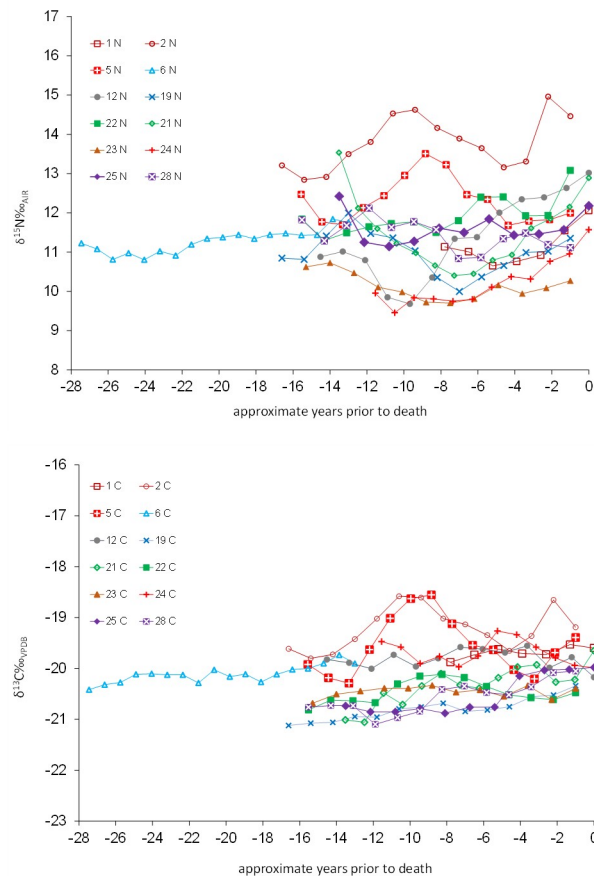 17
16
15
14
13
12
11
10
9
8
δ¹⁵N‰AIR
1 N 2 N
5 N 6 N
12 N 19 N
22 N 21 N
23 N 24 N
25 N 28 N
-28 -26 -24 -22 -20 -18 -16 -14 -12 -10 -8 -6 -4 -2 0
approximate years prior to death
-16
-17
-18
-19
-20
-21
-22
-23
δ¹³C‰VPDB
1 C 2 C
5 C 6 C
12 C 19 C
21 C 22 C
23 C 24 C
25 C 28 C
-28 -26 -24 -22 -20 -18 -16 -14 -12 -10 -8 -6 -4 -2 0
approximate years prior to death